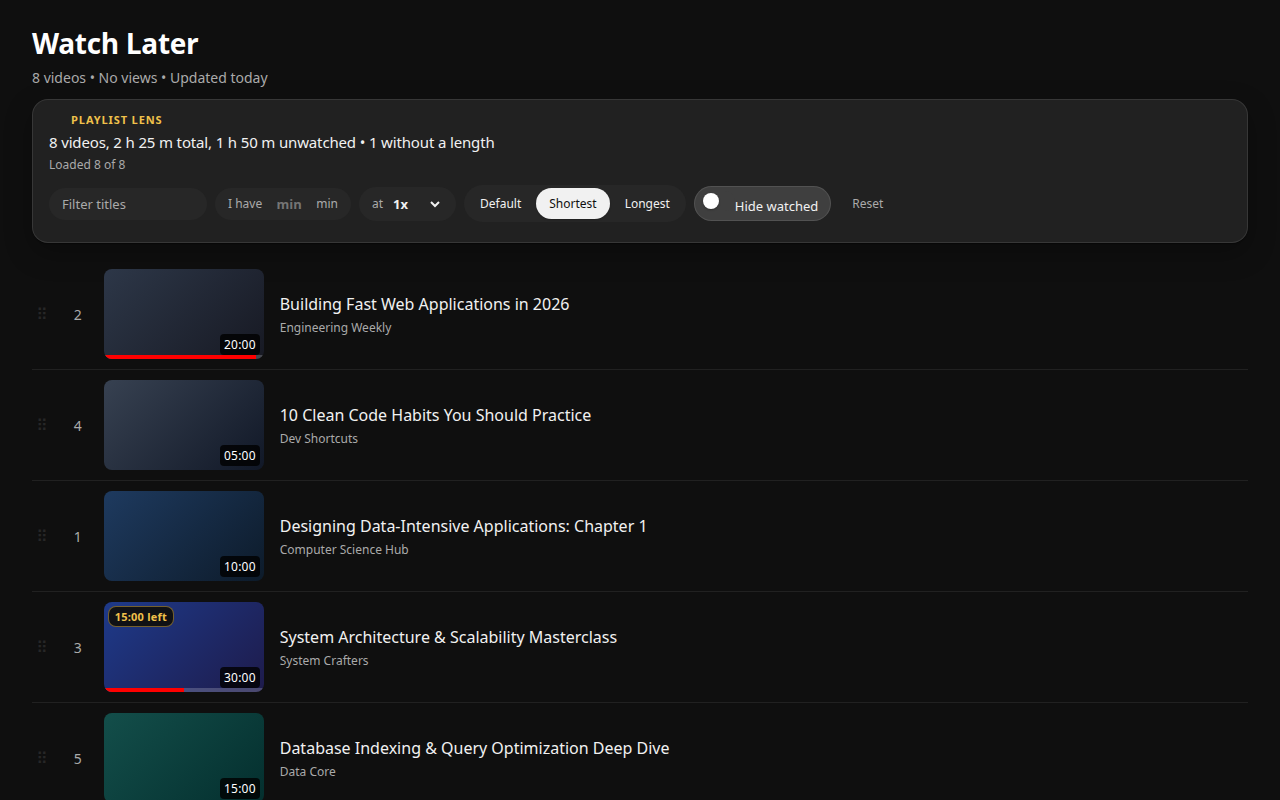 Watch Later
8 videos • No views • Updated today
PLAYLIST LENS
8 videos, 2 h 25 m total, 1 h 50 m unwatched • 1 without a length
Loaded 8 of 8
Filter titles
I have min min
at 1x
Default
Shortest
Longest
Hide watched
Reset
2
20:00
Building Fast Web Applications in 2026
Engineering Weekly
4
05:00
10 Clean Code Habits You Should Practice
Dev Shortcuts
1
10:00
Designing Data-Intensive Applications: Chapter 1
Computer Science Hub
3
15:00 left
30:00
System Architecture & Scalability Masterclass
System Crafters
5
15:00
Database Indexing & Query Optimization Deep Dive
Data Core